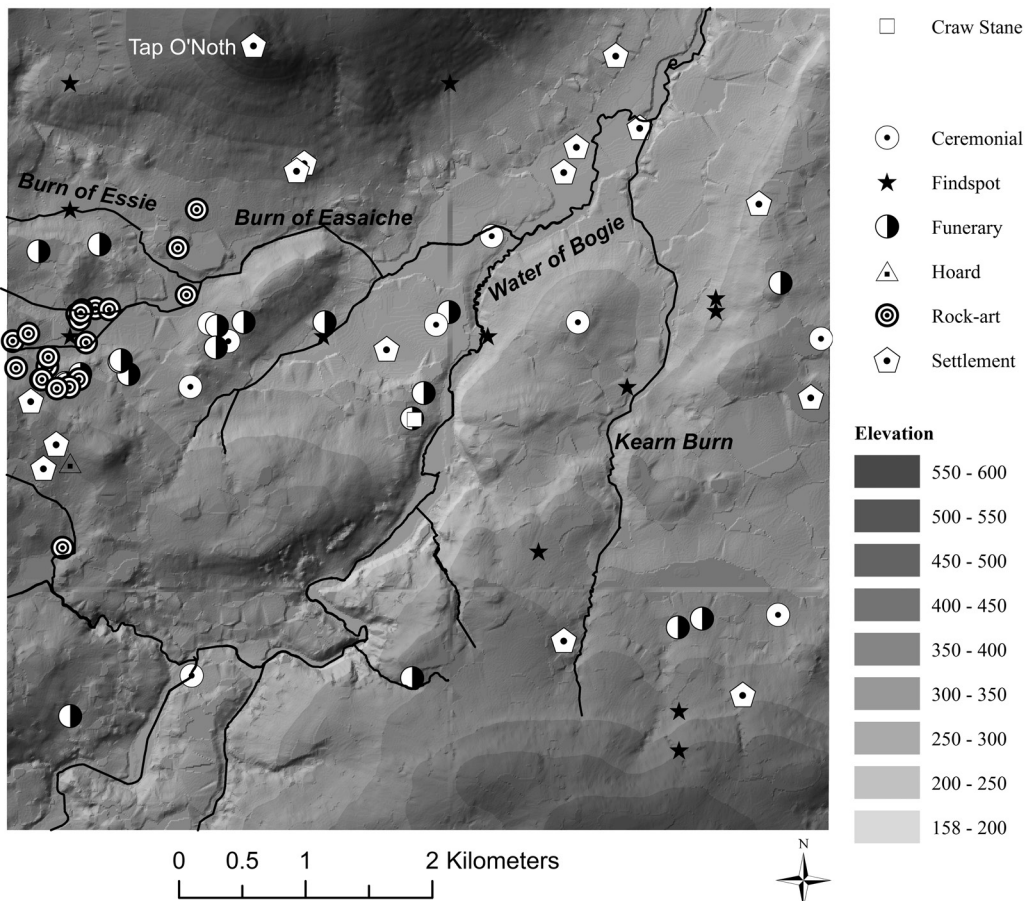 Tap O'Noth
Burn of Essie
Burn of Easaiche
Water of Bogie
Kearn Burn
Craw Stane
Ceremonial
Findspot
Funerary
Hoard
Rock-art
Settlement
Elevation
550 - 600
500 - 550
450 - 500
400 - 450
350 - 400
300 - 350
250 - 300
200 - 250
158 - 200
0 0.5 1 2 Kilometers
N